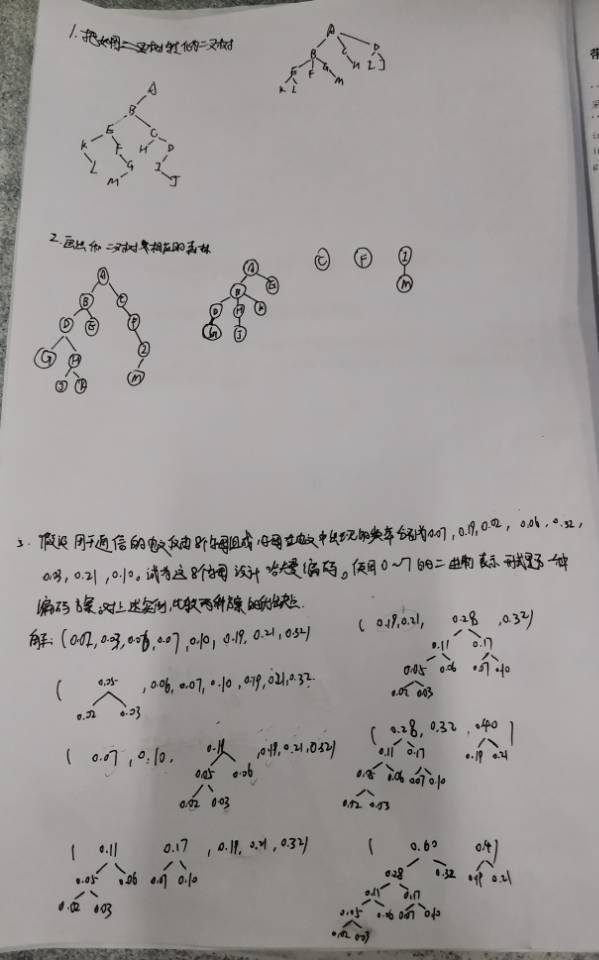 1. 把如图二叉树
A
B C D
E F G H I J
K L M
A
B
E C
K F H D
L G I
M J
2. 画出和二叉树相应的森林
A
B C
D E F
G H I
J K M
A
B E
D H K
G J
C F I
M
3. 假设用于通信的电文仅由8个字母组成,字母在电文中出现的频率分别为0.07, 0.19, 0.02, 0.06, 0.32,
0.03, 0.21, 0.10。试为这8个字母设计哈夫曼编码。使用0~7的二进制表示形式是另一种
编码方案。对上述实例,比较两种方案的优缺点.
解: (0.02, 0.03, 0.06, 0.07, 0.10, 0.19, 0.21, 0.32)
( 0.05 , 0.06, 0.07, 0.10, 0.19, 0.21, 0.32
0.02 0.03
( 0.07, 0.10, 0.11 , 0.19, 0.21, 0.32)
0.05 0.06
0.02 0.03
( 0.11 0.17 , 0.19, 0.21, 0.32)
0.05 0.06 0.07 0.10
0.02 0.03
( 0.19, 0.21, 0.28 , 0.32)
0.11 0.17
0.05 0.06 0.07 0.10
0.02 0.03
( 0.28, 0.32, 0.40 )
0.11 0.17 0.19 0.21
0.05 0.06 0.07 0.10
0.02 0.03
( 0.60 0.4)
0.28 0.32 0.19 0.21
0.11 0.17
0.05 0.06 0.07 0.10
0.02 0.03